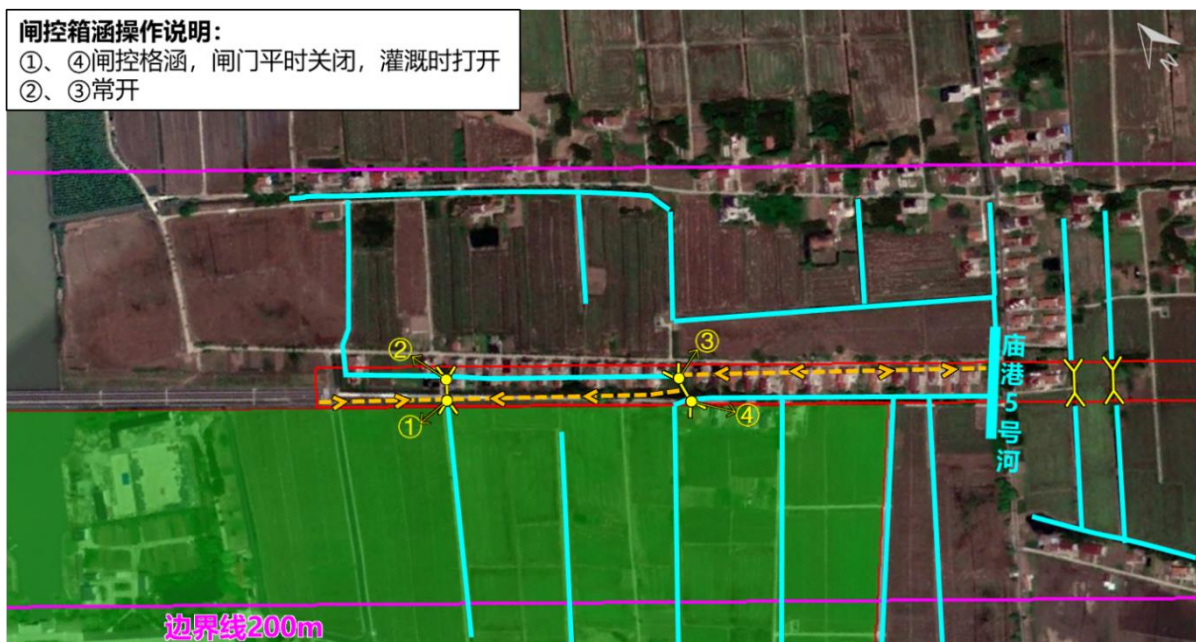 闸控箱涵操作说明：
①、④闸控格涵，闸门平时关闭，灌溉时打开
②、③常开
N
②
③
①
④
庙港5号河
边界线200m